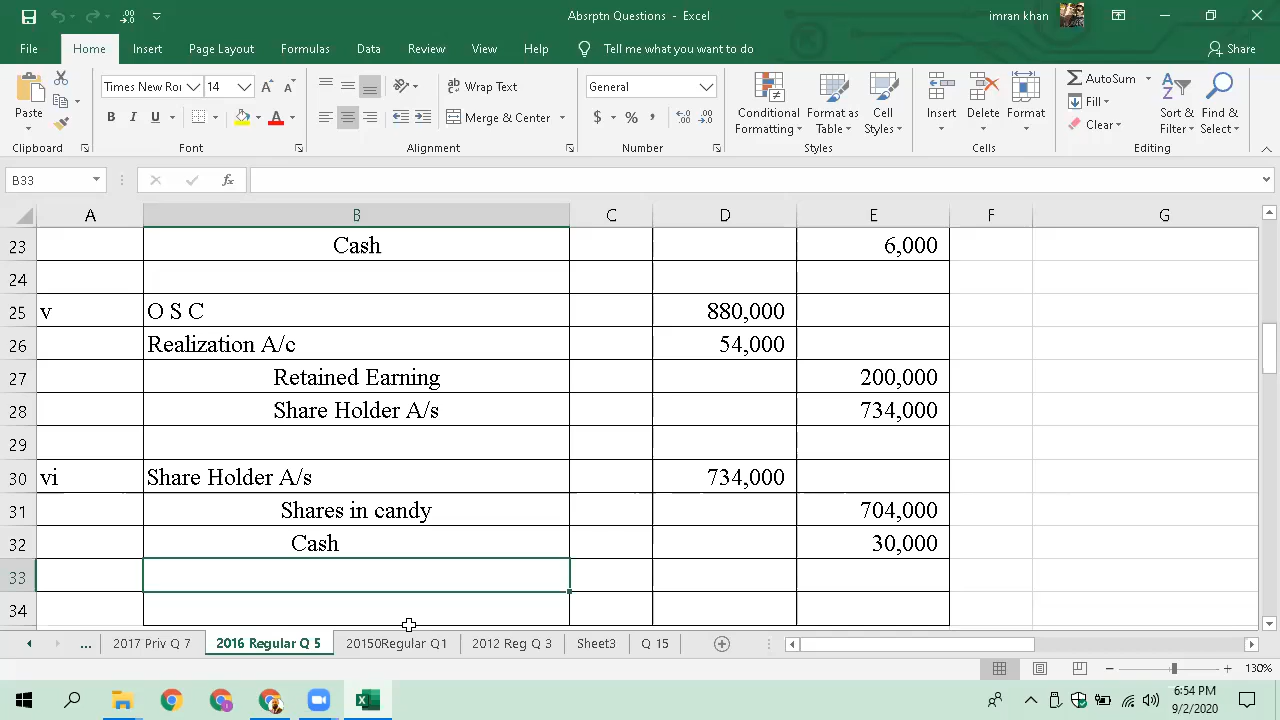 Absrptn Questions - Excel
imran khan
File Home Insert Page Layout Formulas Data Review View Help Tell me what you want to do Share
Paste Times New Roi 14 Wrap Text General Conditional Formatting Format as Table Cell Styles Insert Delete Format AutoSum Fill Clear Sort & Filter Find & Select
B I U A Merge & Center $ % ,
Clipboard Font Alignment Number Styles Cells Editing
B33 fx
A B C D E F G
23 Cash 6,000
24
25 v O S C 880,000
26 Realization A/c 54,000
27 Retained Earning 200,000
28 Share Holder A/s 734,000
29
30 vi Share Holder A/s 734,000
31 Shares in candy 704,000
32 Cash 30,000
33
34
... 2017 Priv Q 7 2016 Regular Q 5 20150Regular Q1 2012 Reg Q 3 Sheet3 Q 15
130%
6:54 PM
9/2/2020